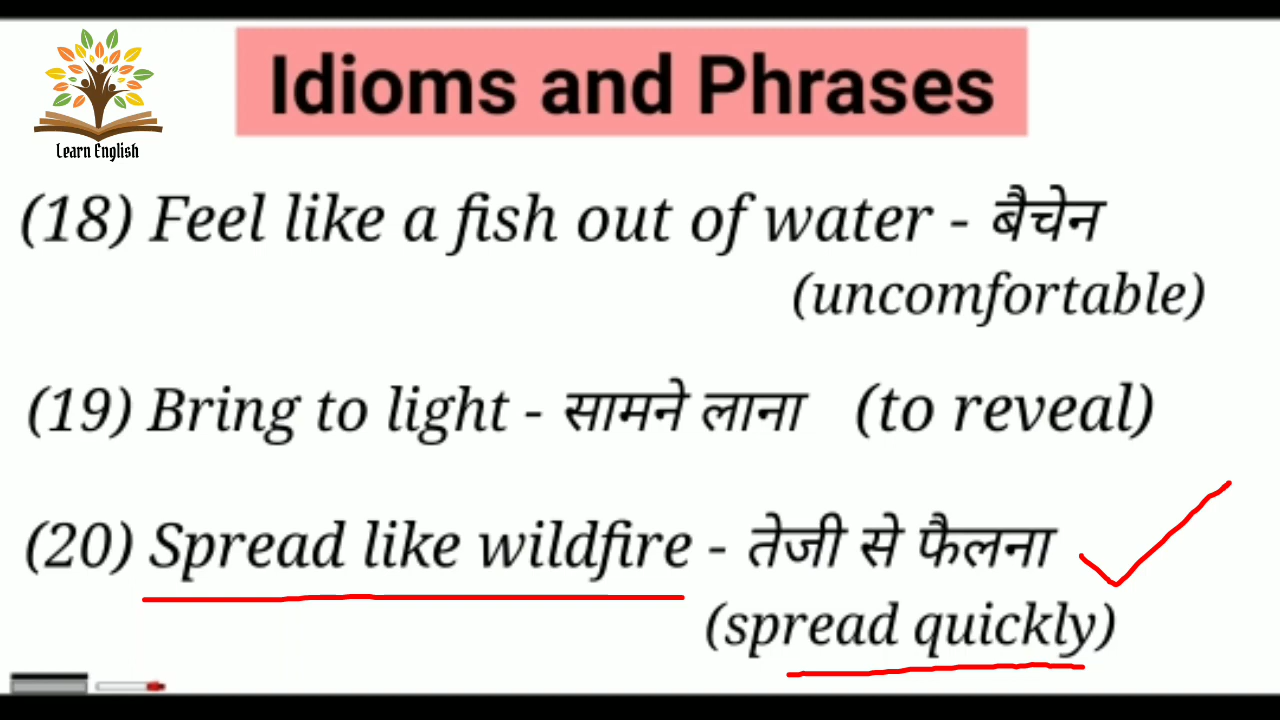 Learn English
Idioms and Phrases
(18) Feel like a fish out of water - बैचेन
(uncomfortable)
(19) Bring to light - सामने लाना (to reveal)
(20) Spread like wildfire - तेजी से फैलना
(spread quickly)